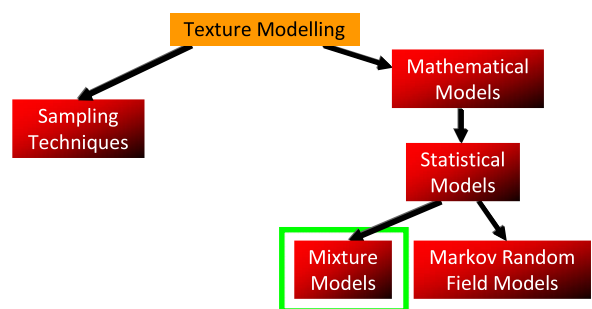 Texture Modelling
Mathematical
Models
Sampling
Techniques
Statistical
Models
Mixture
Models
Markov Random
Field Models